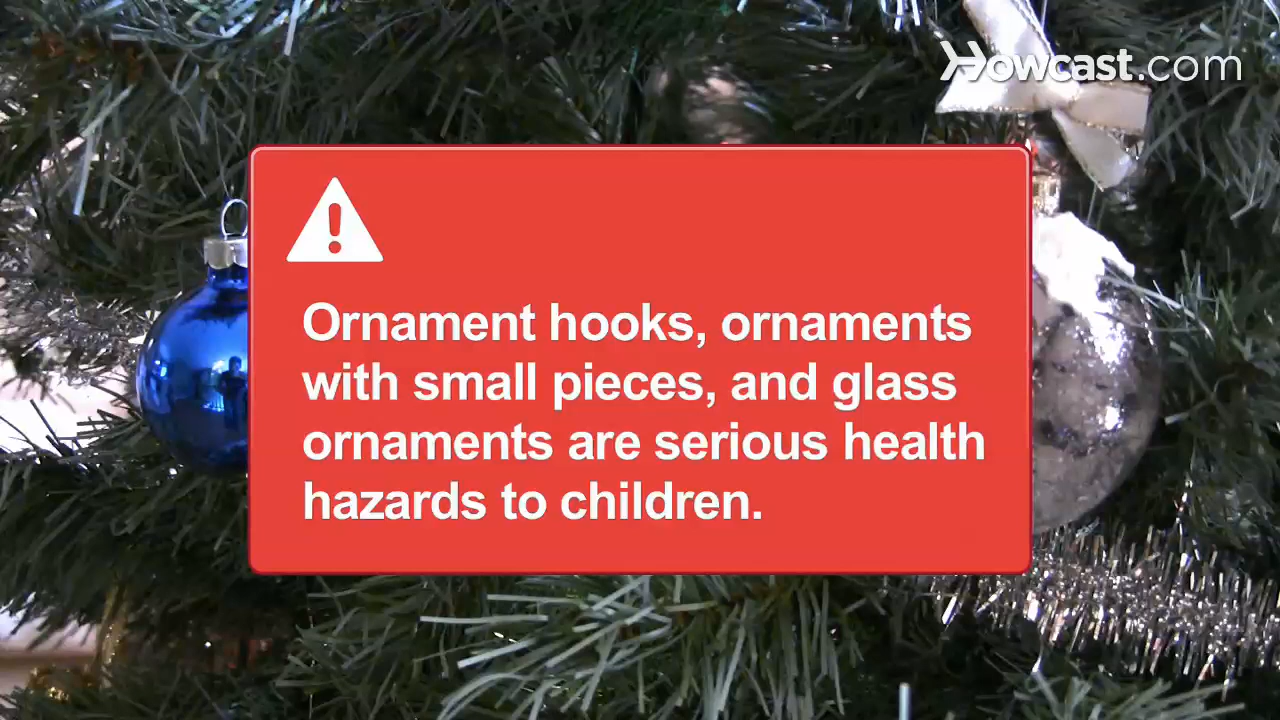 Howcast.com
Ornament hooks, ornaments
with small pieces, and glass
ornaments are serious health
hazards to children.